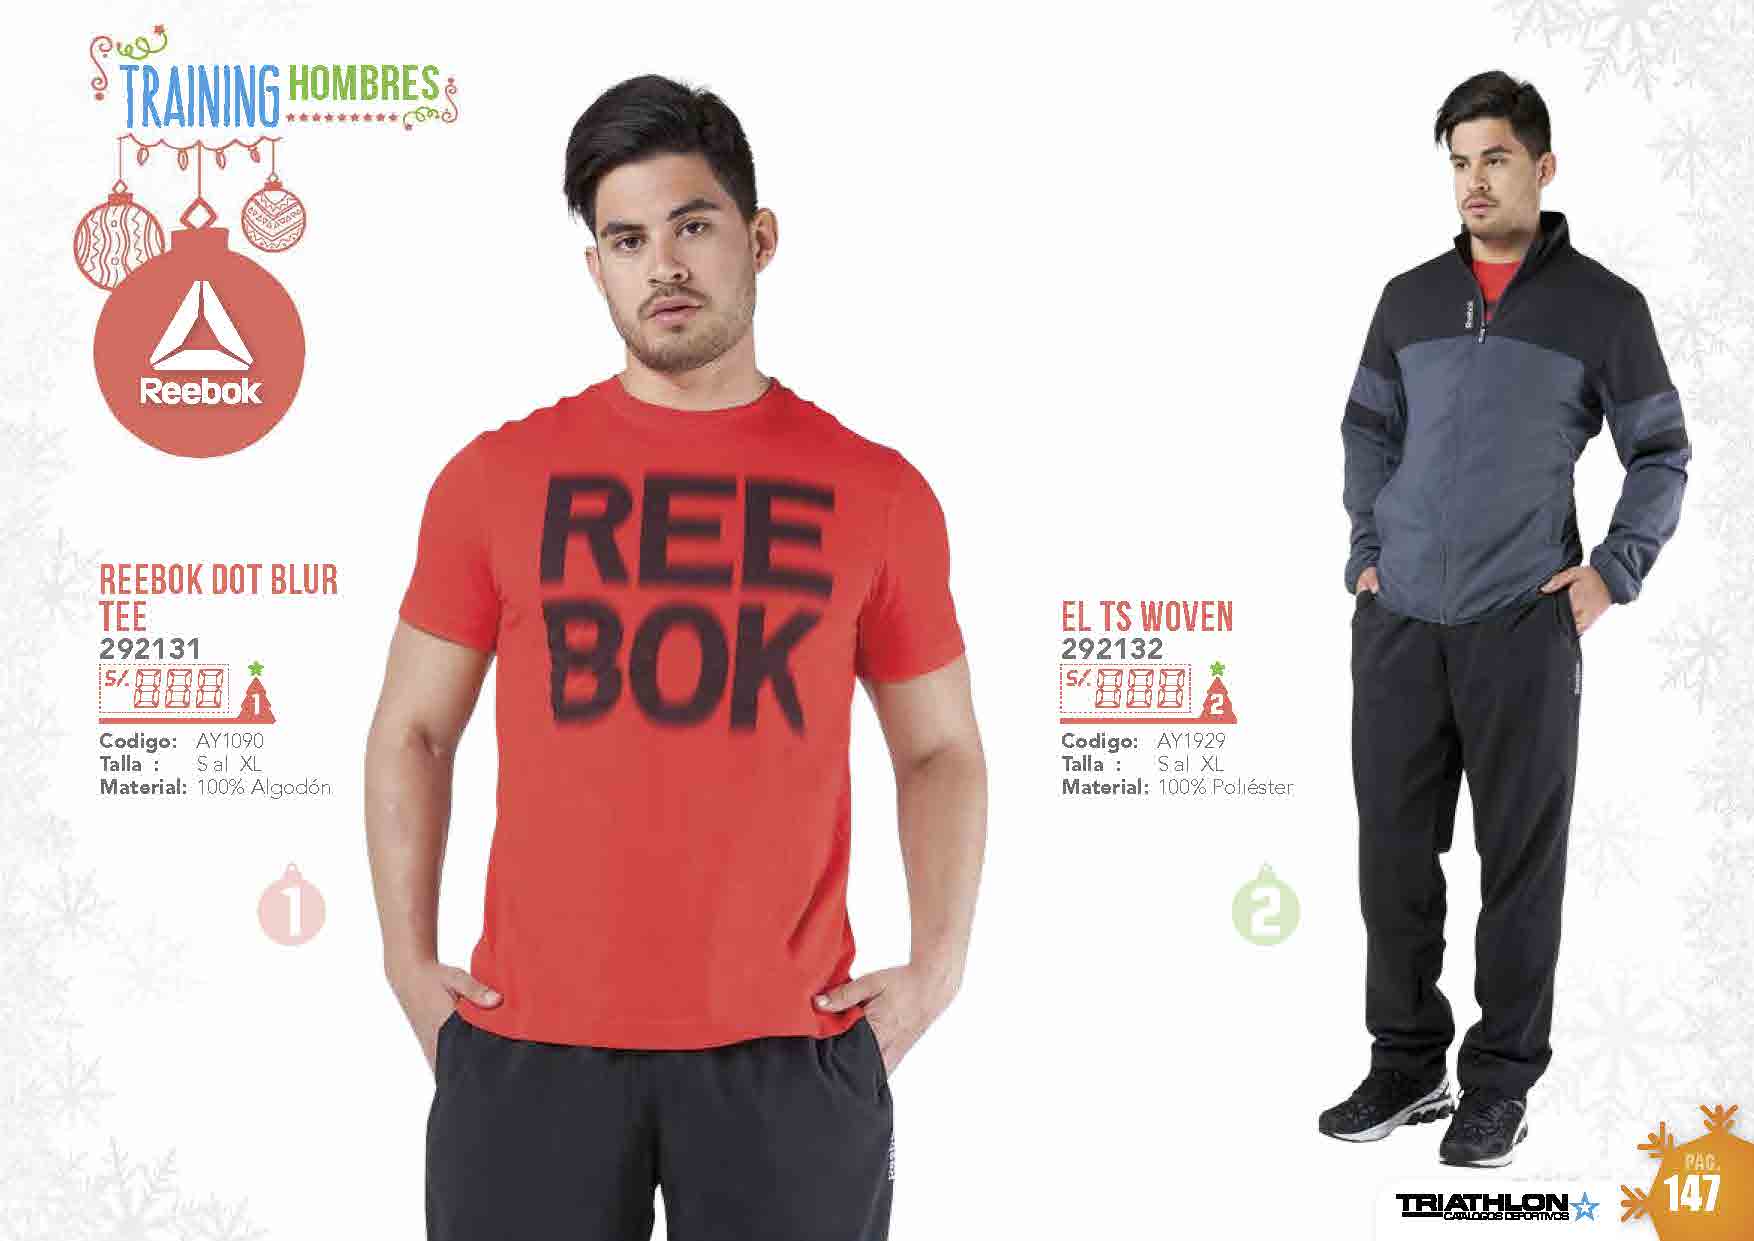 TRAINING HOMBRES
Reebok
REE
BOK
Reebok
REEBOK DOT BLUR
TEE
292131
S/. 888
1
Codigo: AY1090
Talla : S al XL
Material: 100% Algodón
1
EL TS WOVEN
292132
S/. 888
2
Codigo: AY1929
Talla : S al XL
Material: 100% Poliéster
2
Reebok
TRIATHLON
CATALOGOS DEPORTIVOS
PAG.
147